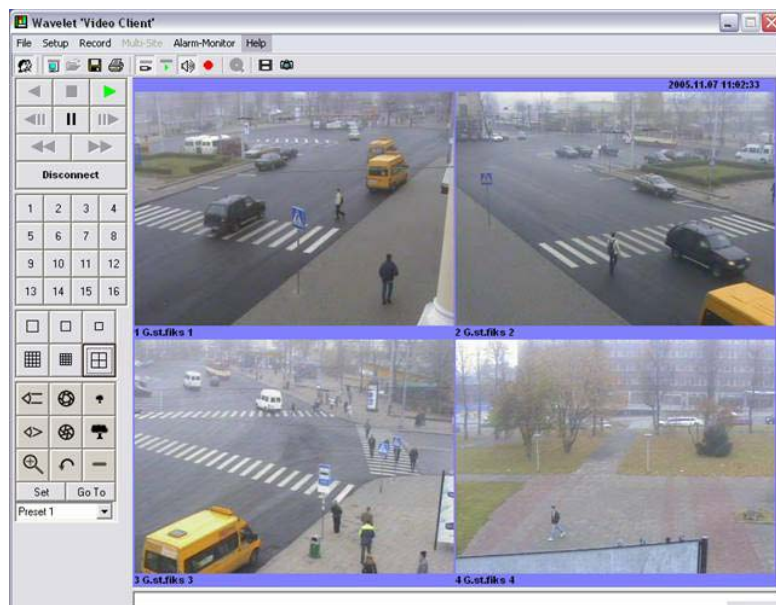 Wavelet 'Video Client'
File Setup Record Multi-Site Alarm-Monitor Help
2005.11.07 11:02:33
Disconnect
1 2 3 4
5 6 7 8
9 10 11 12
13 14 15 16
Set Go To
Preset 1
1 G.st.fiks 1
2 G.st.fiks 2
3 G.st.fiks 3
4 G.st.fiks 4